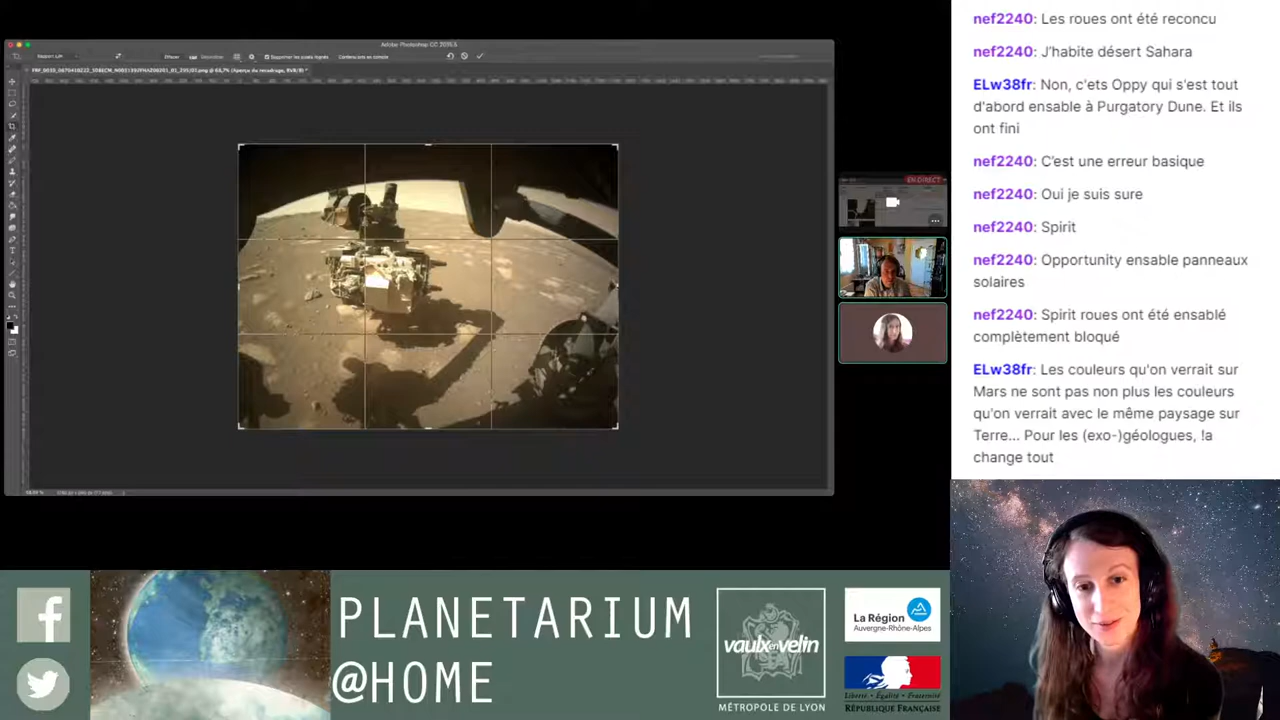 Adobe Photoshop CC 2015.5
Supprimer les pixels rognés
EN DIRECT
nef2240: Les roues ont été reconcu
nef2240: J'habite désert Sahara
ELw38fr: Non, c'ets Oppy qui s'est tout
d'abord ensable à Purgatory Dune. Et ils
ont fini
nef2240: C'est une erreur basique
nef2240: Oui je suis sure
nef2240: Spirit
nef2240: Opportunity ensable panneaux
solaires
nef2240: Spirit roues ont été ensablé
complètement bloqué
ELw38fr: Les couleurs qu'on verrait sur
Mars ne sont pas non plus les couleurs
qu'on verrait avec le même paysage sur
Terre... Pour les (exo-)géologues, !a
change tout
PLANETARIUM
@HOME
vaulx en velin
MÉTROPOLE DE LYON
La Région
Auvergne-Rhône-Alpes
Liberté • Égalité • Fraternité
RÉPUBLIQUE FRANÇAISE